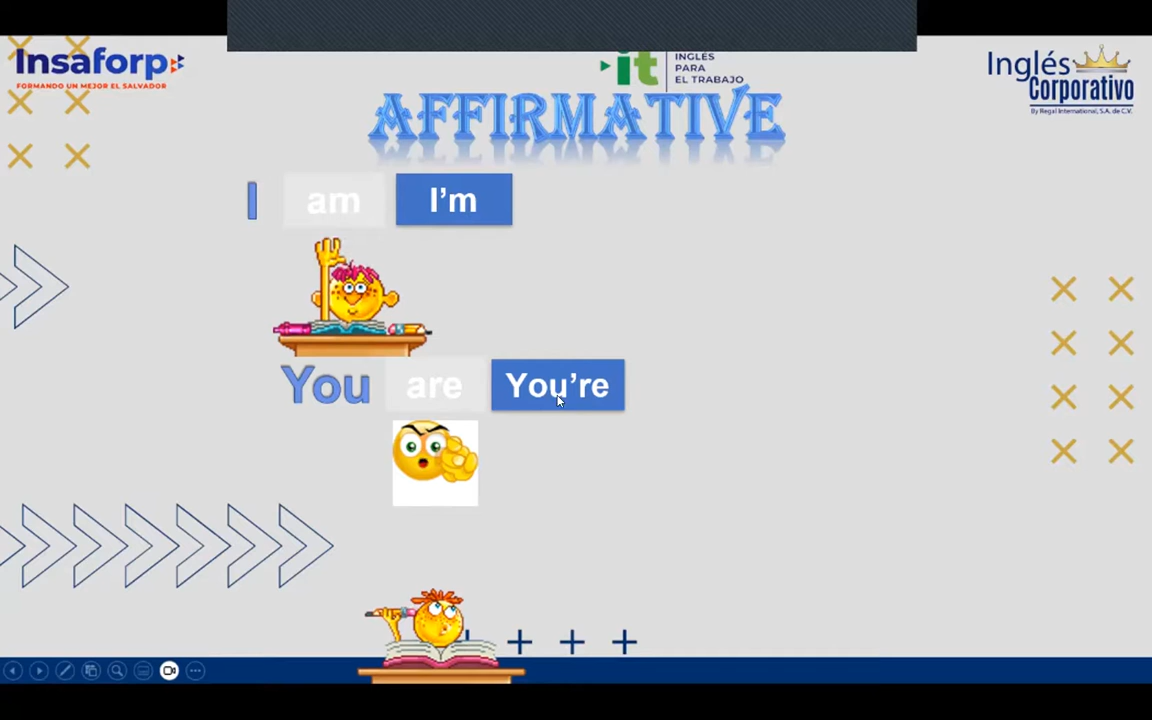 Insaforp
FORMANDO UN MEJOR EL SALVADOR
it
INGLÉS
PARA
EL TRABAJO
Inglés
Corporativo
By Regal International, S.A. de C.V.
AFFIRMATIVE
I am I'm
You are You're